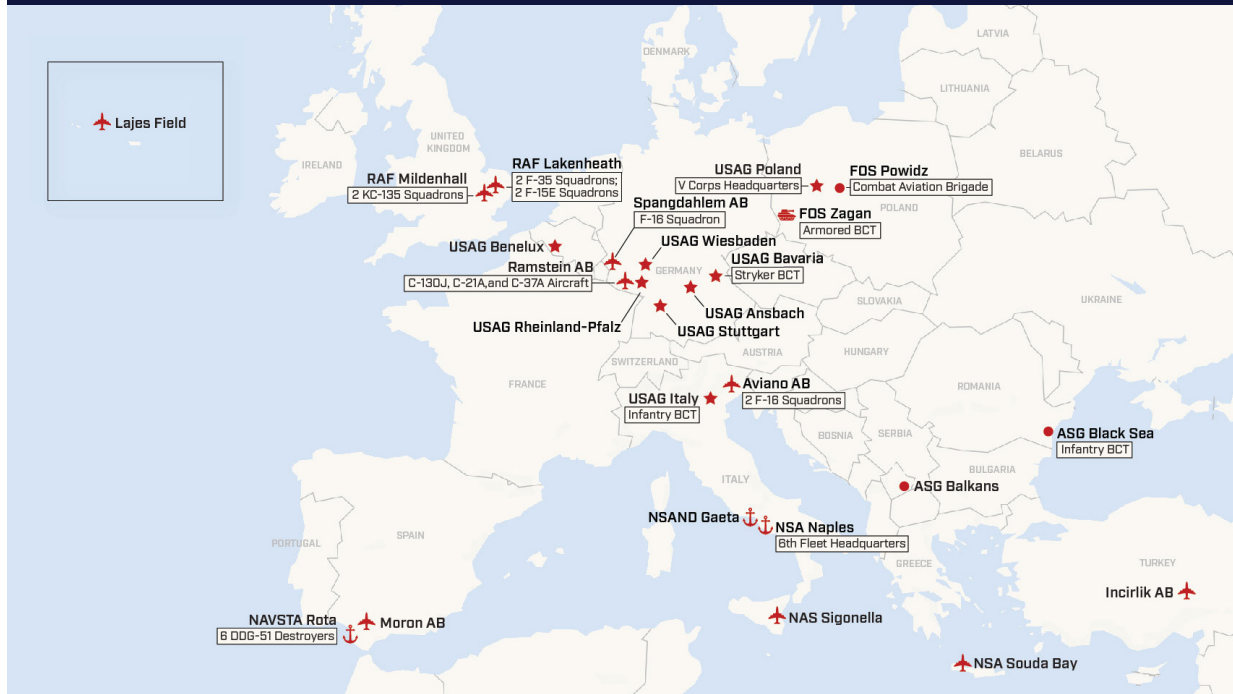 LATVIA
DENMARK
LITHUANIA
Lajes Field
UNITED
KINGDOM
IRELAND
BELARUS
RAF Lakenheath
2 F-35 Squadrons;
2 F-15E Squadrons
RAF Mildenhall
2 KC-135 Squadrons
USAG Poland
V Corps Headquarters
FOS Powidz
Combat Aviation Brigade
Spangdahlem AB
F-16 Squadron
POLAND
FOS Zagan
Armored BCT
USAG Benelux
USAG Wiesbaden
USAG Bavaria
Stryker BCT
Ramstein AB
C-130J, C-21A,and C-37A Aircraft
GERMANY
USAG Rheinland-Pfalz
USAG Ansbach
USAG Stuttgart
SLOVAKIA
UKRAINE
SWITZERLAND
AUSTRIA
HUNGARY
FRANCE
ROMANIA
Aviano AB
2 F-16 Squadrons
USAG Italy
Infantry BCT
BOSNIA
SERBIA
ASG Black Sea
Infantry BCT
BULGARIA
ITALY
ASG Balkans
NSAND Gaeta
NSA Naples
6th Fleet Headquarters
PORTUGAL
SPAIN
GREECE
TURKEY
Incirlik AB
NAVSTA Rota
6 DDG-51 Destroyers
Moron AB
NAS Sigonella
NSA Souda Bay